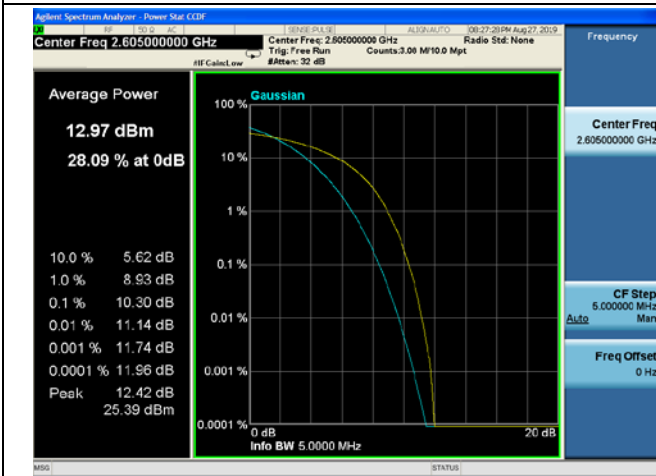 Agilent Spectrum Analyzer - Power Stat CCDF
RF 50 Ω AC SENSE:PULSE ALIGNAUTO 08:27:28 PM Aug 27, 2019
Center Freq 2.605000000 GHz
Center Freq: 2.605000000 GHz Radio Std: None
Trig: Free Run Counts:3.00 M/10.0 Mpt
#IFGain:Low #Atten: 32 dB
Frequency
Average Power
12.97 dBm
28.09 % at 0dB
10.0 % 5.62 dB
1.0 % 8.93 dB
0.1 % 10.30 dB
0.01 % 11.14 dB
0.001 % 11.74 dB
0.0001 % 11.96 dB
Peak 12.42 dB
25.39 dBm
Gaussian
100 %
10 %
1 %
0.1 %
0.01 %
0.001 %
0.0001 %
0 dB 20 dB
Info BW 5.0000 MHz
Center Freq
2.605000000 GHz
CF Step
5.000000 MHz
Auto Man
Freq Offset
0 Hz
MSG STATUS